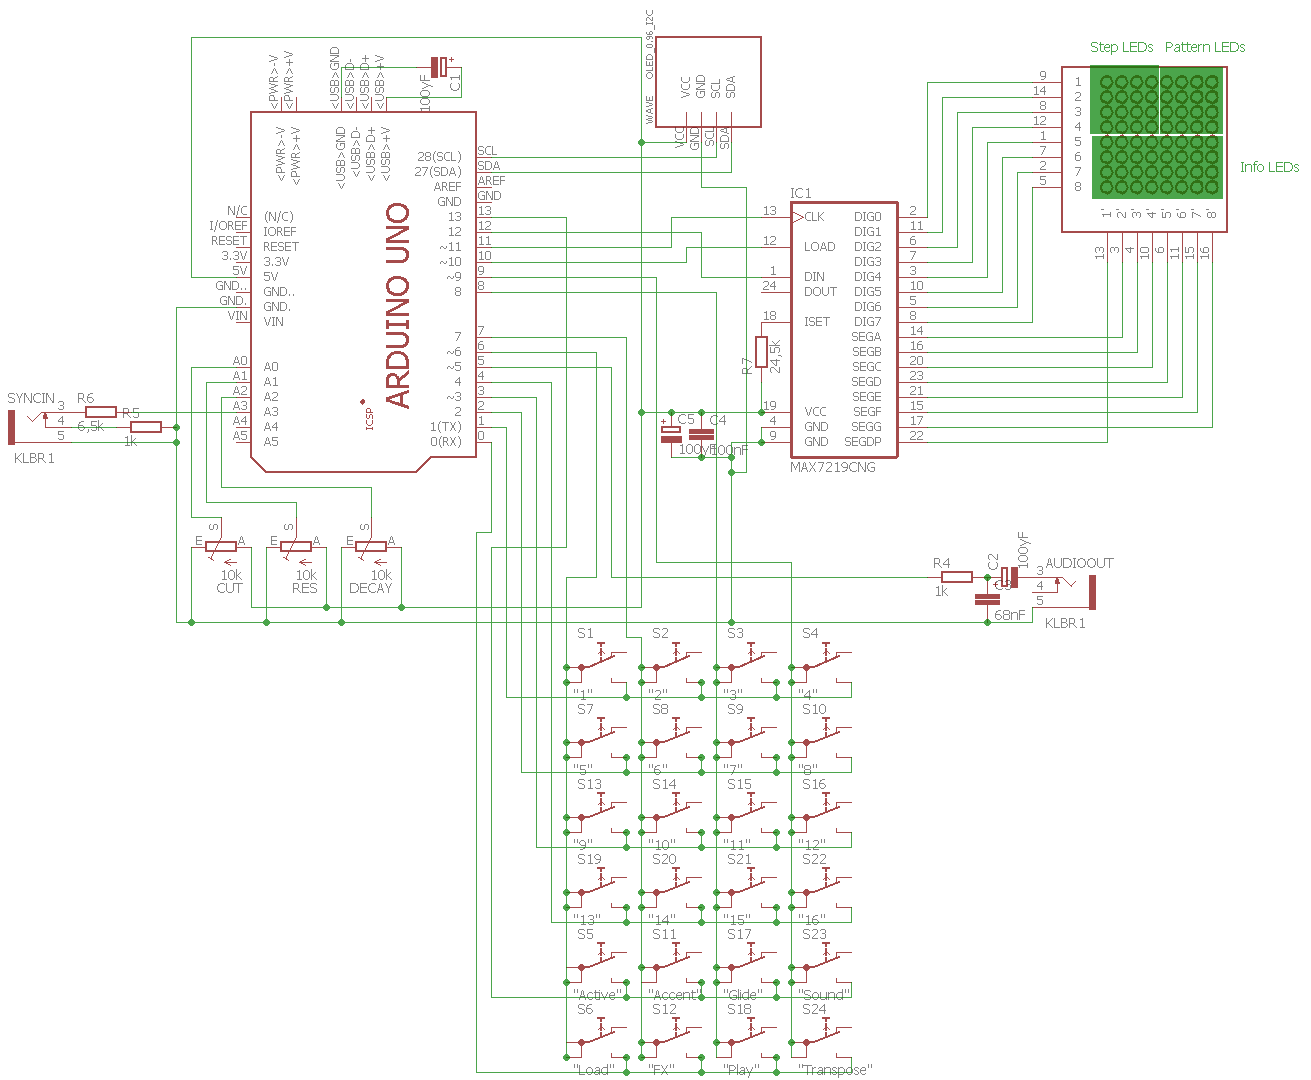 Step LEDs Pattern LEDs
Info LEDs
OLED_0.96_I2C
WAVE
VCC
GND
SCL
SDA
VCC
GND
SCL
SDA
<PWR>-V
<PWR>+V
<USB>GND
<USB>D-
<USB>D+
<USB>+V
<PWR>-V
<PWR>+V
<USB>GND
<USB>D-
<USB>D+
<USB>+V
100yF
C1
+
ARDUINO UNO
ICSP
N/C (N/C)
I/OREF IOREF
RESET RESET
3.3V 3.3V
5V 5V
GND.. GND..
GND. GND.
VIN VIN
A0 A0
A1 A1
A2 A2
A3 A3
A4 A4
A5 A5
28(SCL) SCL
27(SDA) SDA
AREF AREF
GND GND
13 13
12 12
~11 11
~10 10
~9 9
8 8
7 7
~6 6
~5 5
4 4
~3 3
2 2
1(TX) 1
0(RX) 0
IC1
13 CLK DIG0 2
DIG1 11
12 LOAD DIG2 6
DIG3 7
1 DIN DIG4 3
24 DOUT DIG5 10
DIG6 5
18 ISET DIG7 8
SEGA 14
SEGB 16
SEGC 20
SEGD 23
SEGE 21
19 VCC SEGF 15
4 GND SEGG 17
9 GND SEGDP 22
MAX7219CNG
R7
24,5k
+
C5
100yF
C4
100nF
9 1
14 2
8 3
12 4
1 5
7 6
2 7
5 8
1' 2' 3' 4' 5' 6' 7' 8'
13 3 4 10 6 11 15 16
SYNCIN
3
4
5
KLBR1
R6
6,5k
R5
1k
E S A
10k
CUT
E S A
10k
RES
E S A
10k
DECAY
R4
1k
C2
100yF
+
C3
68nF
AUDIOOUT
3
4
5
KLBR1
S1 S2 S3 S4
"1" "2" "3" "4"
S7 S8 S9 S10
"5" "6" "7" "8"
S13 S14 S15 S16
"9" "10" "11" "12"
S19 S20 S21 S22
"13" "14" "15" "16"
S5 S11 S17 S23
"Active" "Accent" "Glide" "Sound"
S6 S12 S18 S24
"Load" "FX" "Play" "Transpose"